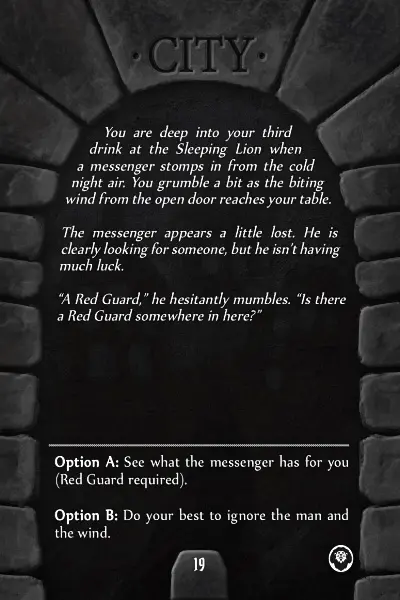 · CITY ·
You are deep into your third
drink at the Sleeping Lion when
a messenger stomps in from the cold
night air. You grumble a bit as the biting
wind from the open door reaches your table.
The messenger appears a little lost. He is
clearly looking for someone, but he isn't having
much luck.
“A Red Guard,” he hesitantly mumbles. “Is there
a Red Guard somewhere in here?”
Option A: See what the messenger has for you
(Red Guard required).
Option B: Do your best to ignore the man and
the wind.
19